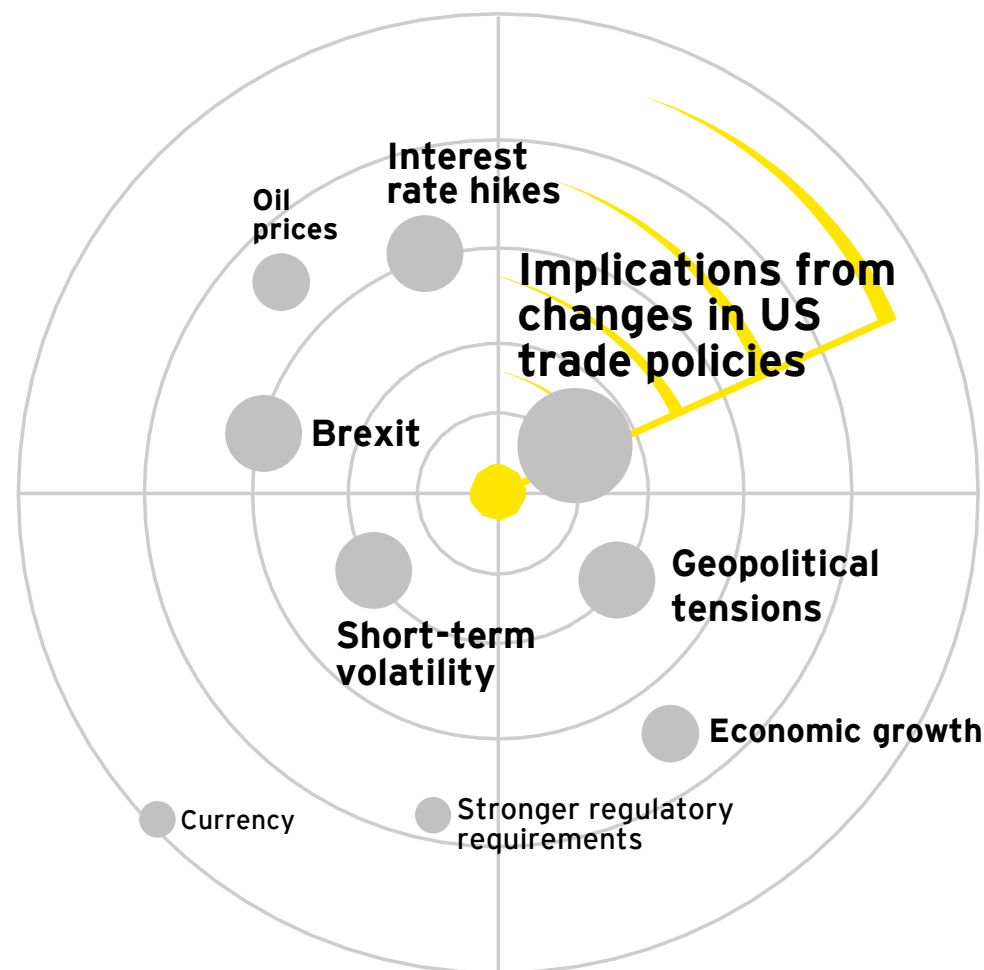 Interest
rate hikes
Oil
prices
Implications from
changes in US
trade policies
Brexit
Geopolitical
tensions
Short-term
volatility
Economic growth
Stronger regulatory
requirements
Currency